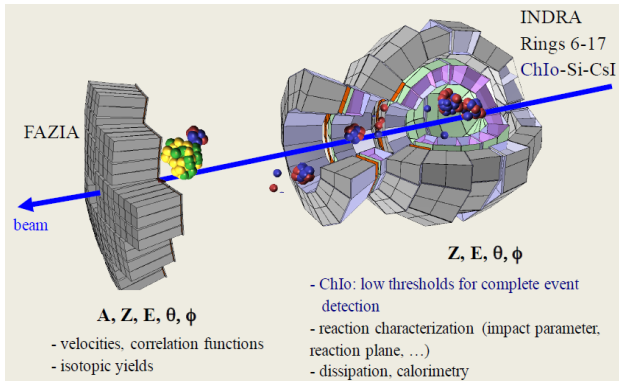 INDRA
Rings 6-17
ChIo-Si-CsI
FAZIA
beam
Z, E, θ, ϕ
- ChIo: low thresholds for complete event
detection
- reaction characterization (impact parameter,
reaction plane, …)
- dissipation, calorimetry
A, Z, E, θ, ϕ
- velocities, correlation functions
- isotopic yields